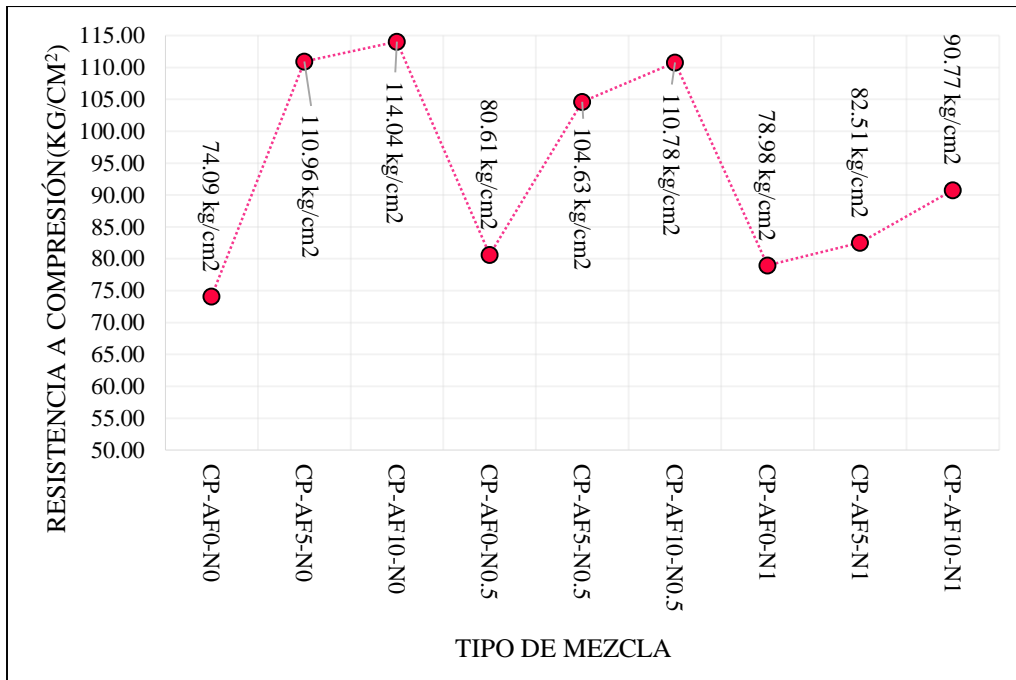 RESISTENCIA A COMPRESIÓN(KG/CM²)
115.00
110.00
105.00
100.00
95.00
90.00
85.00
80.00
75.00
70.00
65.00
60.00
55.00
50.00
74.09 kg/cm2
110.96 kg/cm2
114.04 kg/cm2
80.61 kg/cm2
104.63 kg/cm2
110.78 kg/cm2
78.98 kg/cm2
82.51 kg/cm2
90.77 kg/cm2
CP-AF0-N0
CP-AF5-N0
CP-AF10-N0
CP-AF0-N0.5
CP-AF5-N0.5
CP-AF10-N0.5
CP-AF0-N1
CP-AF5-N1
CP-AF10-N1
TIPO DE MEZCLA